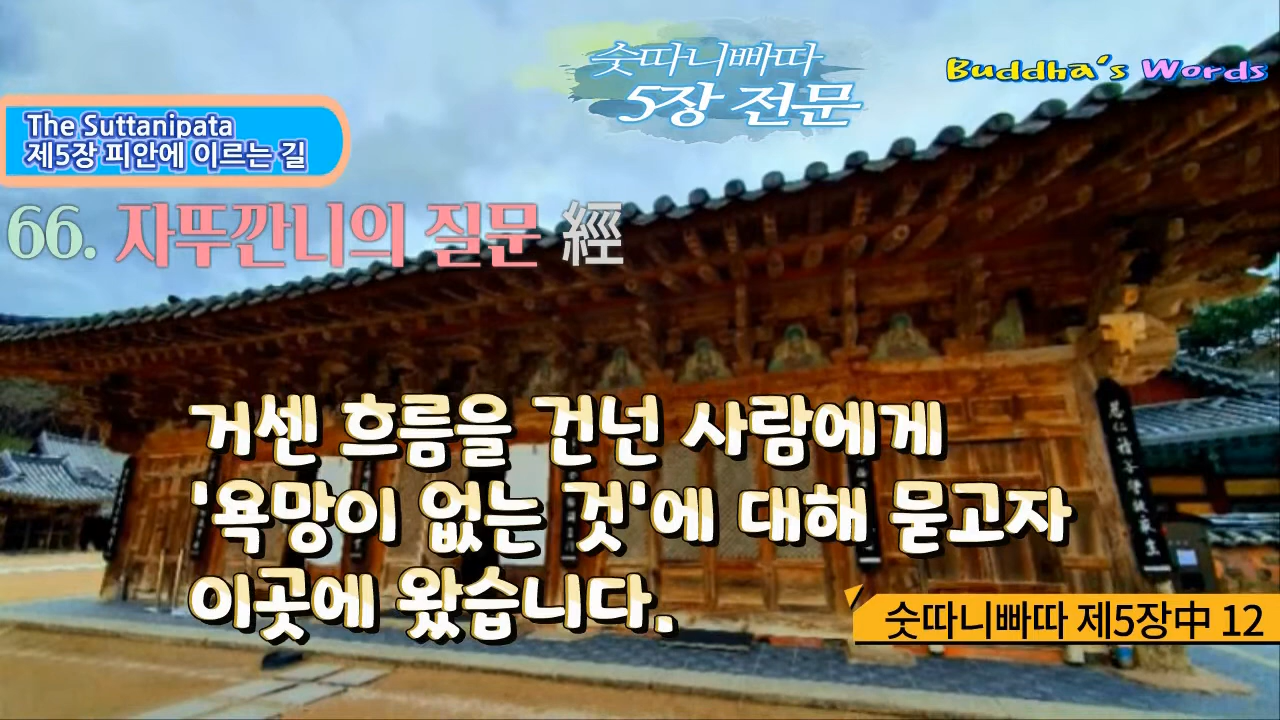 숫따니빠따
5장 전문
Buddha's Words
The Suttanipata
제5장 피안에 이르는 길
66. 자뚜깐니의 질문 經
거센 흐름을 건넌 사람에게
'욕망이 없는 것'에 대해 묻고자
이곳에 왔습니다.
숫따니빠따 제5장中 12